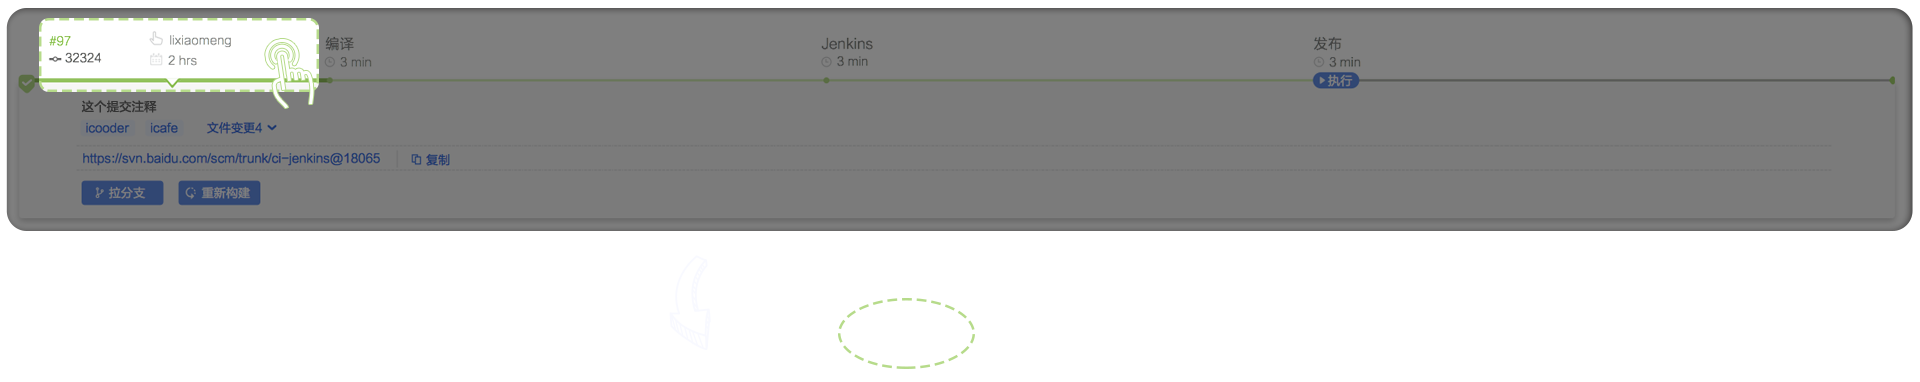 #97
lixiaomeng
32324
2 hrs
编译
3 min
Jenkins
3 min
发布
3 min
执行
这个提交注释
icooder icafe 文件变更4
https://svn.baidu.com/scm/trunk/ci-jenkins@18065 复制
拉分支 重新构建